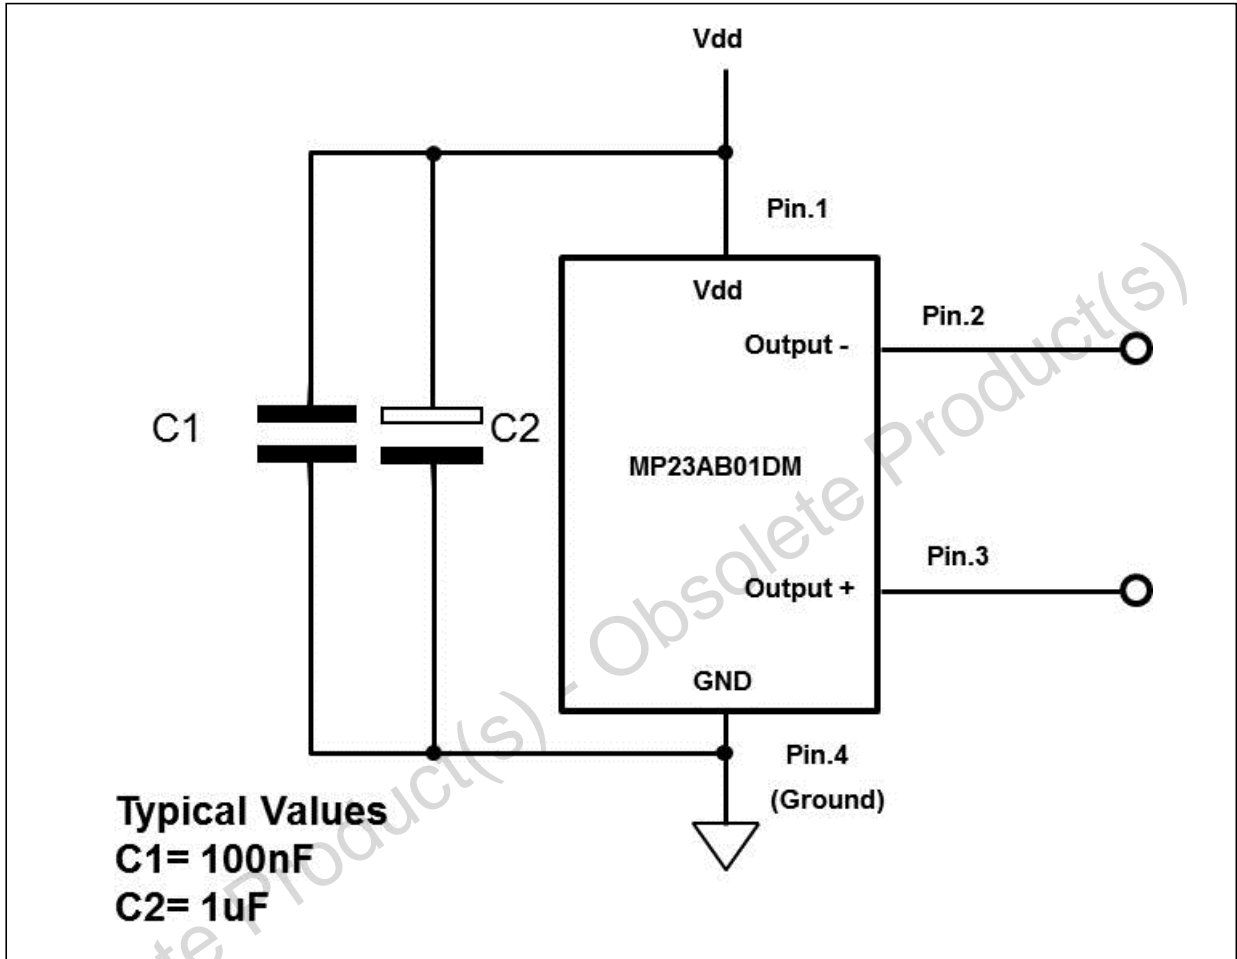 Vdd
Pin.1
Vdd
Pin.2
Output -
C1
C2
MP23AB01DM
Pin.3
Output +
GND
Pin.4
(Ground)
Typical Values
C1= 100nF
C2= 1uF
te Product(s) - Obsolete Product(s)